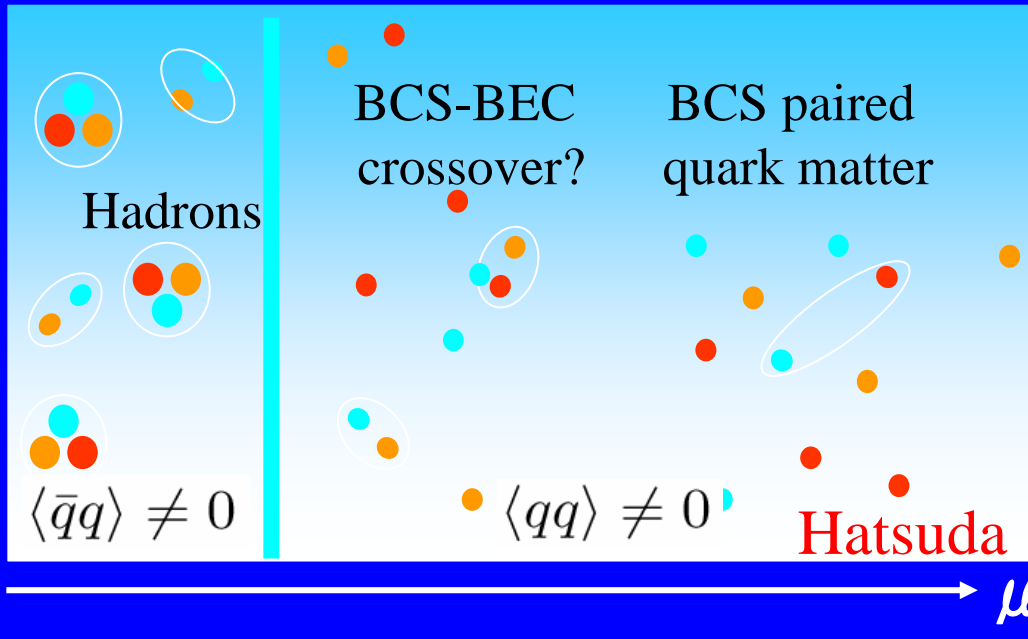 BCS-BEC
crossover?
BCS paired
quark matter
Hadrons
⟨q̄q⟩ ≠ 0
⟨qq⟩ ≠ 0
Hatsuda
μ